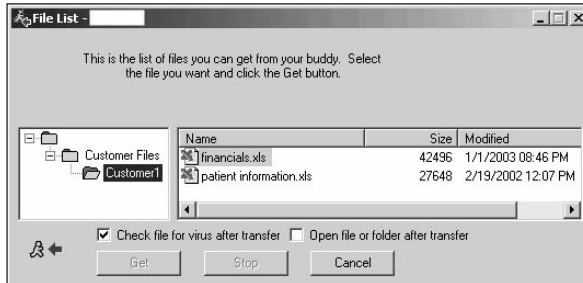 File List -
This is the list of files you can get from your buddy. Select
the file you want and click the Get button.
Name Size Modified
financials.xls 42496 1/1/2003 08:46 PM
patient information.xls 27648 2/19/2002 12:07 PM
Customer Files
Customer1
Check file for virus after transfer Open file or folder after transfer
Get Stop Cancel